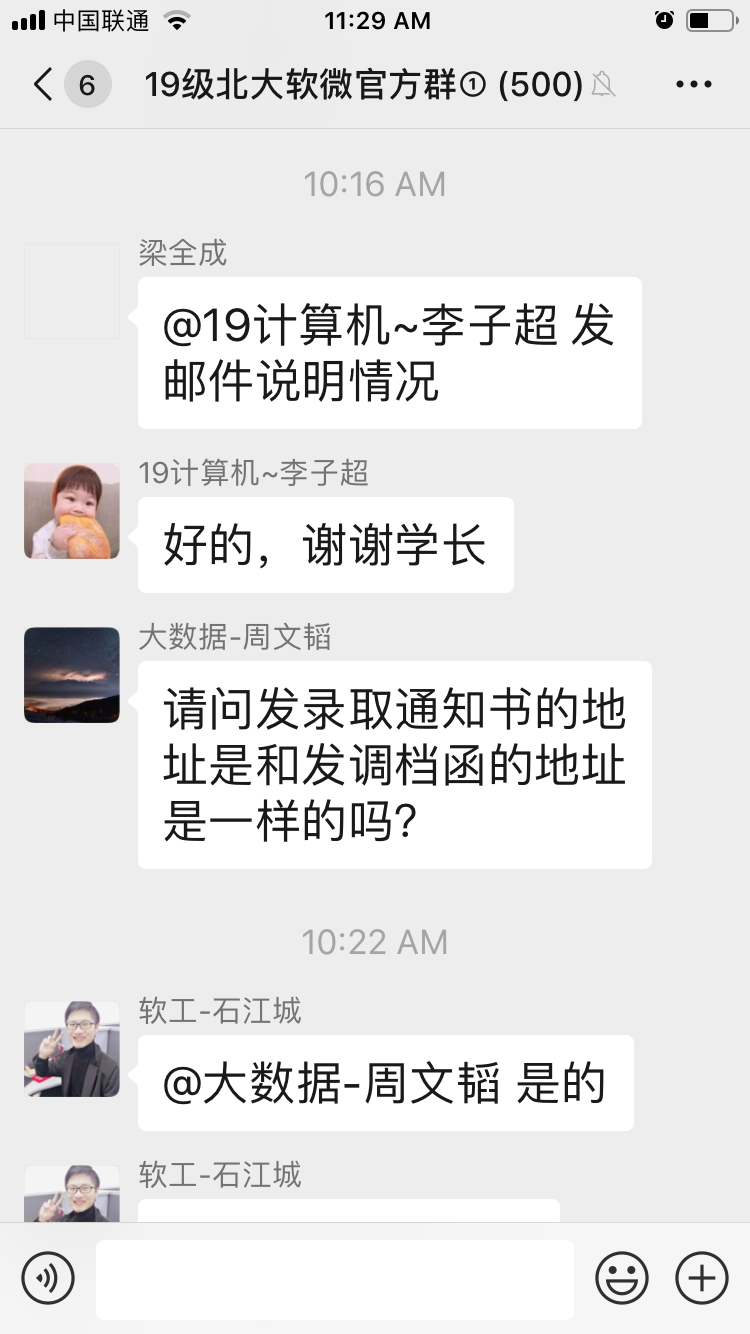 中国联通 11:29 AM
6 19级北大软微官方群① (500)
10:16 AM
梁全成
@19计算机~李子超 发
邮件说明情况
19计算机~李子超
好的，谢谢学长
大数据-周文韬
请问发录取通知书的地
址是和发调档函的地址
是一样的吗?
10:22 AM
软工-石江城
@大数据-周文韬 是的
软工-石江城